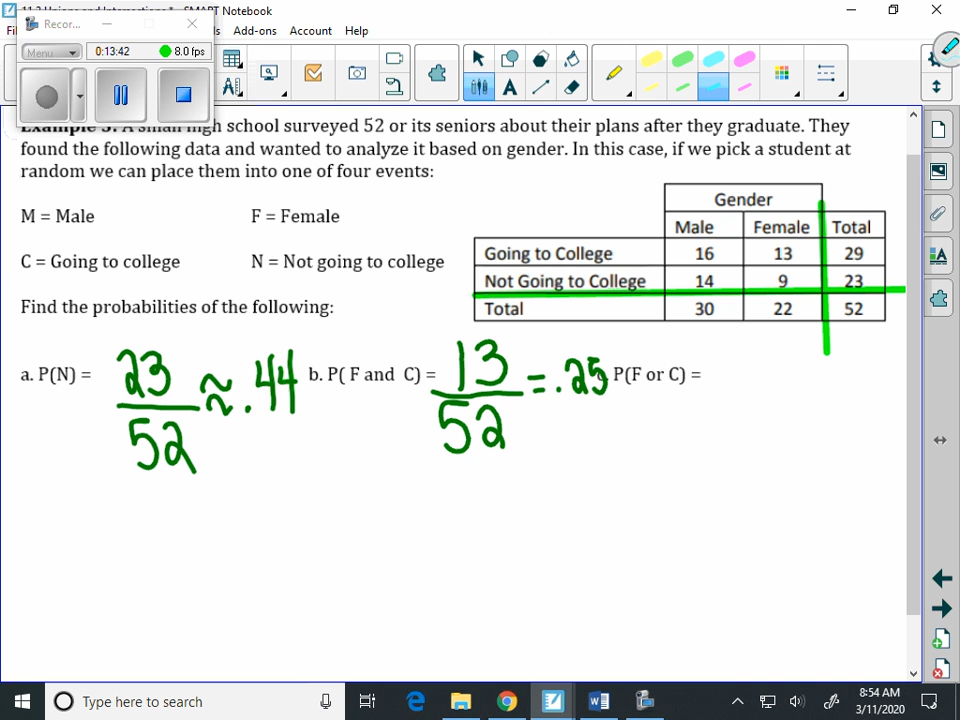 11.2 Unions and Intersections * - SMART Notebook
Recor...
Add-ons Account Help
Menu
0:13:42
8.0 fps
Example 3: A small high school surveyed 52 or its seniors about their plans after they graduate. They
found the following data and wanted to analyze it based on gender. In this case, if we pick a student at
random we can place them into one of four events:
M = Male F = Female
C = Going to college N = Not going to college
Find the probabilities of the following:
Gender
Male Female Total
Going to College 16 13 29
Not Going to College 14 9 23
Total 30 22 52
a. P(N) = 23/52 ≈ .44 b. P( F and C) = 13/52 = .25 P(F or C) =
Type here to search
8:54 AM
3/11/2020